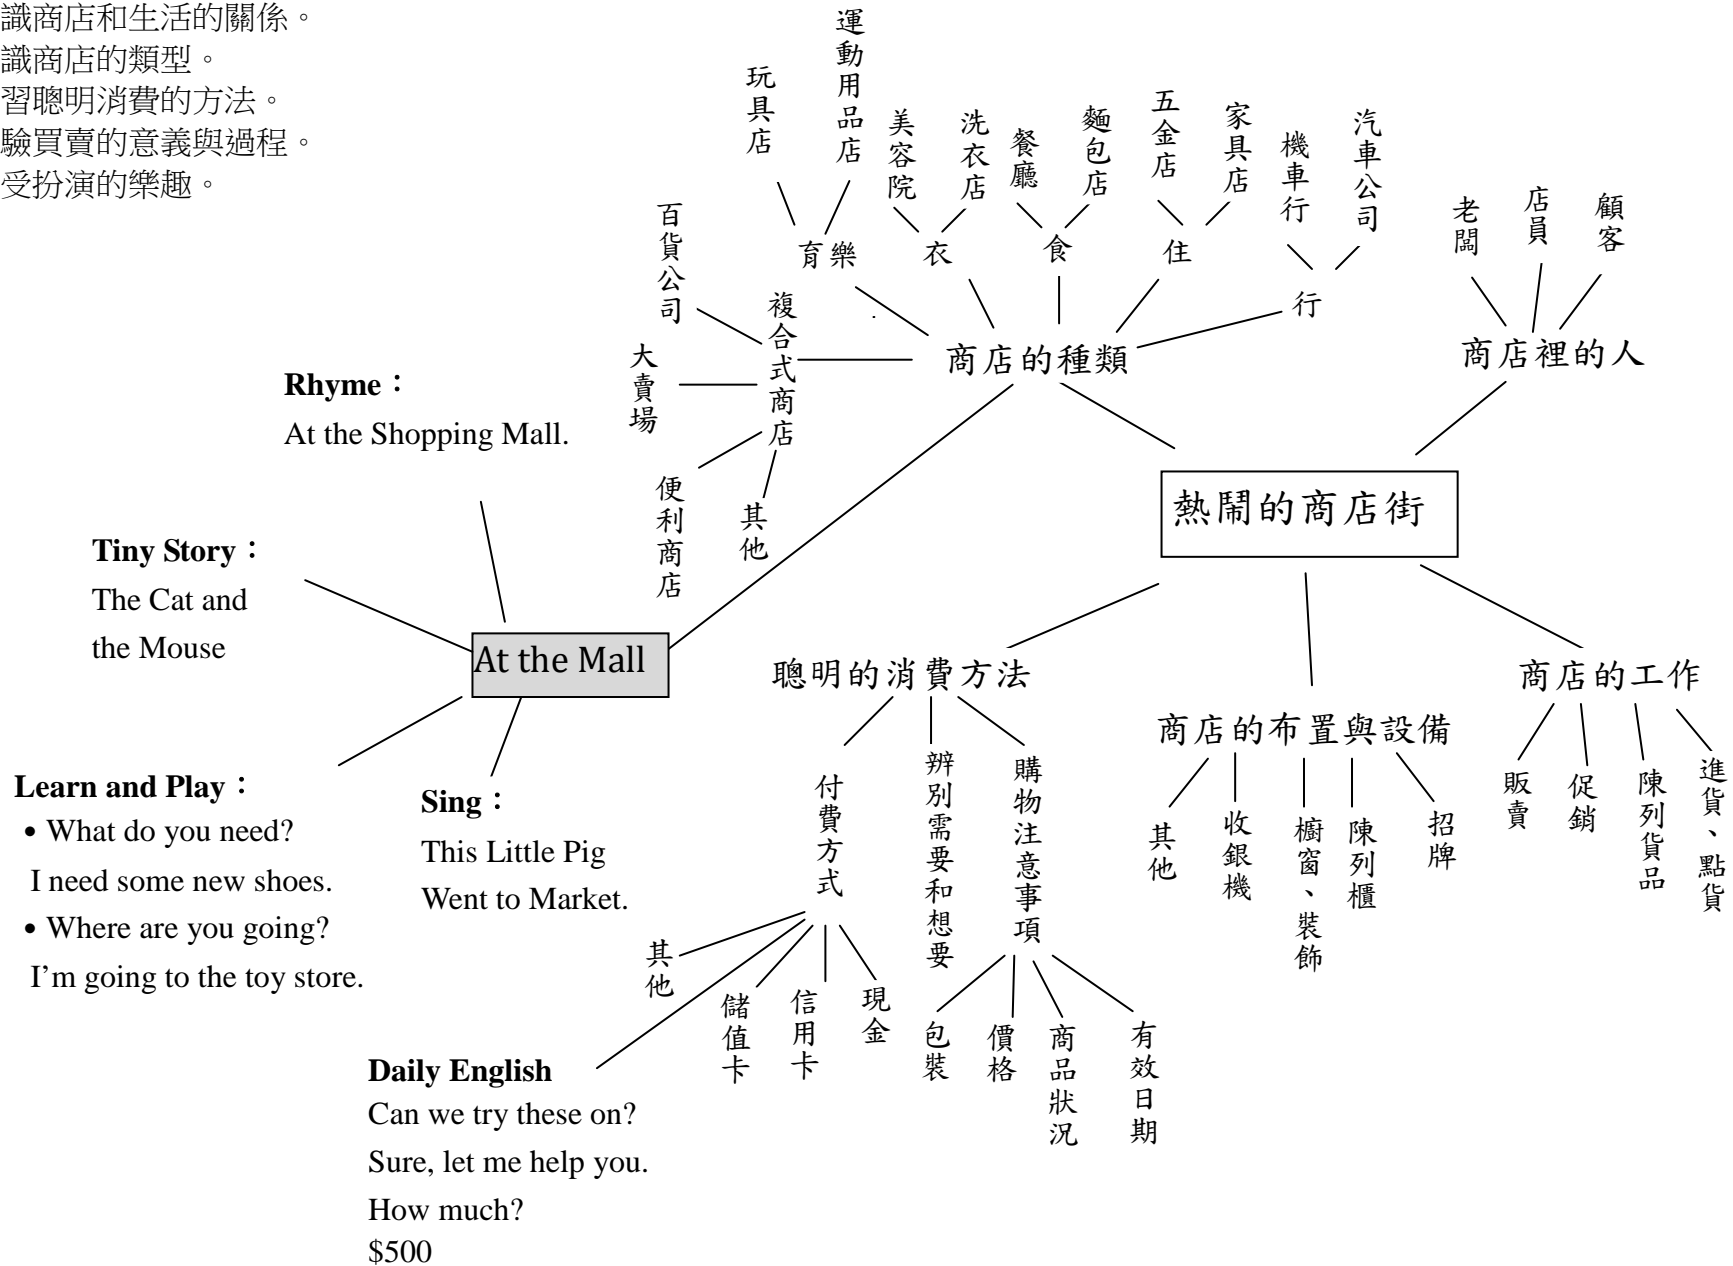 識商店和生活的關係。
識商店的類型。
習聰明消費的方法。
驗買賣的意義與過程。
受扮演的樂趣。
玩具店
運動用品店
美容院
洗衣店
餐廳
麵包店
五金店
家具店
機車行
汽車公司
老闆
店員
顧客
育樂
衣
食
住
行
百貨公司
大賣場
便利商店
其他
複合式商店
商店的種類
商店裡的人
熱鬧的商店街
Rhyme：
At the Shopping Mall.
Tiny Story：
The Cat and
the Mouse
At the Mall
Learn and Play：
• What do you need?
I need some new shoes.
• Where are you going?
I’m going to the toy store.
Sing：
This Little Pig
Went to Market.
聰明的消費方法
付費方式
辨別需要和想要
購物注意事項
其他
儲值卡
信用卡
現金
包裝
價格
商品狀況
有效日期
商店的布置與設備
其他
收銀機
櫥窗、裝飾
陳列櫃
招牌
商店的工作
販賣
促銷
陳列貨品
進貨、點貨
Daily English
Can we try these on?
Sure, let me help you.
How much?
$500